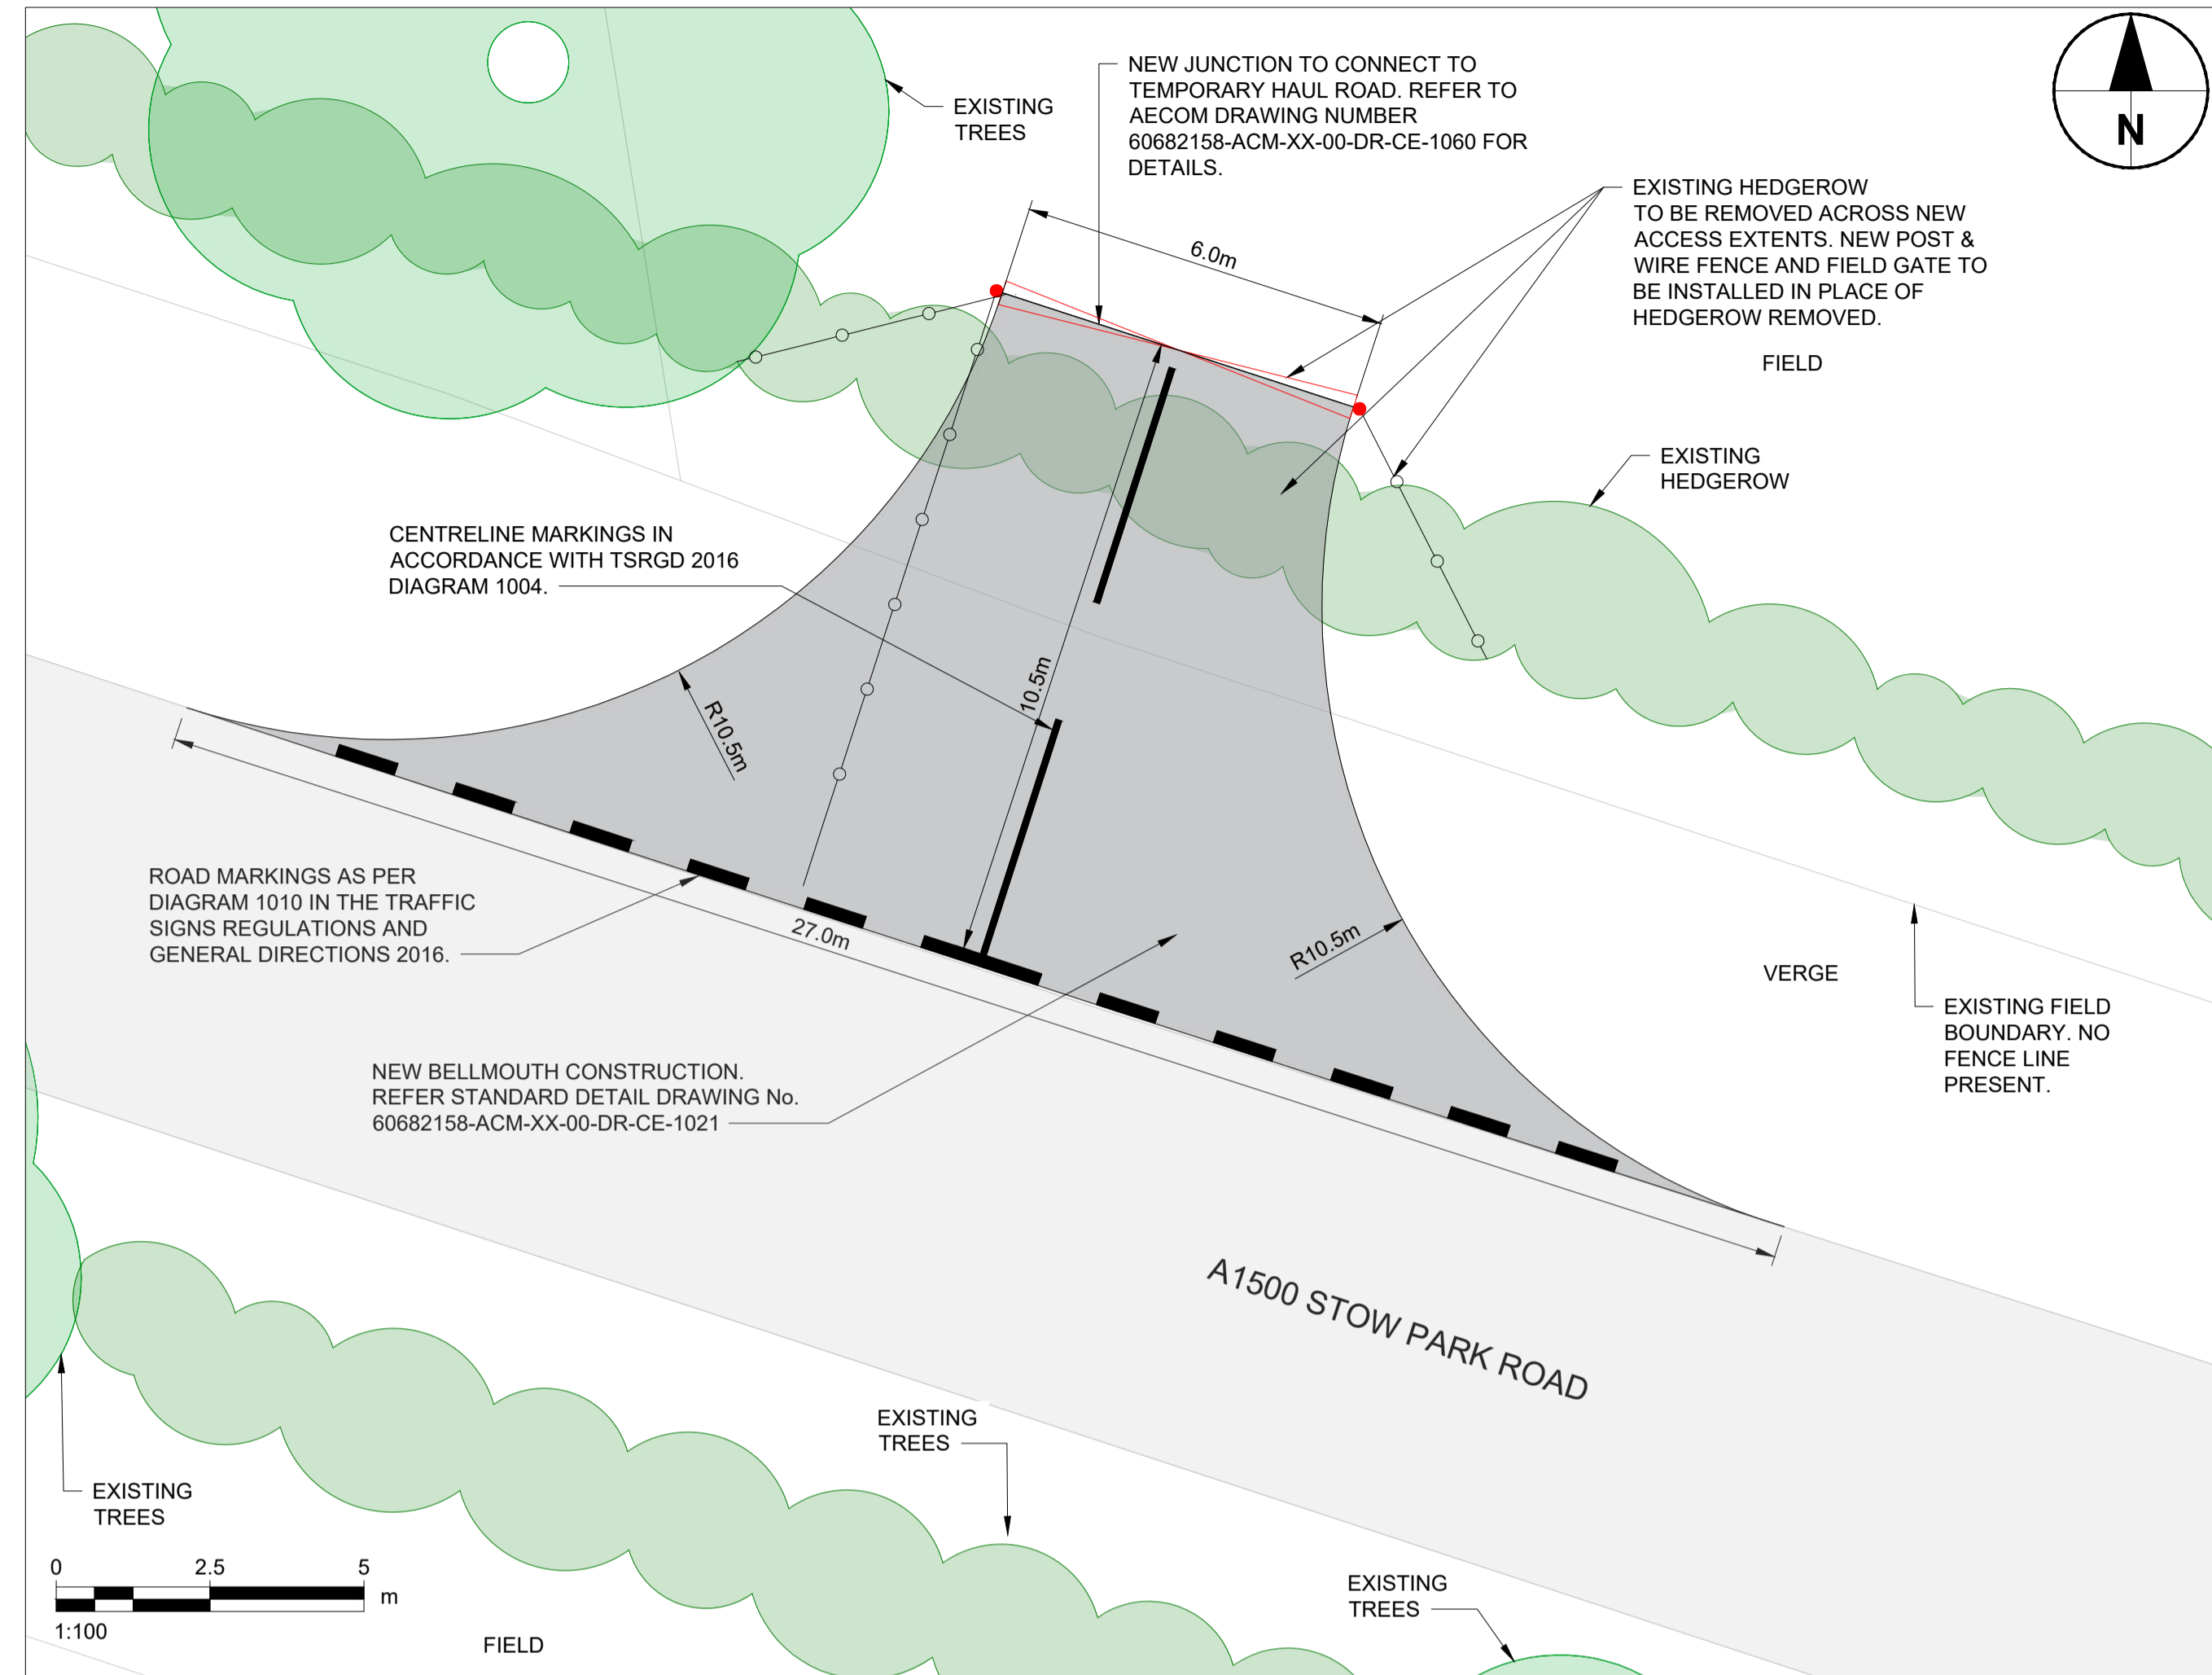 NEW JUNCTION TO CONNECT TO
TEMPORARY HAUL ROAD. REFER TO
AECOM DRAWING NUMBER
60682158-ACM-XX-00-DR-CE-1060 FOR
DETAILS.
N
EXISTING
TREES
EXISTING HEDGEROW
TO BE REMOVED ACROSS NEW
ACCESS EXTENTS. NEW POST &
WIRE FENCE AND FIELD GATE TO
BE INSTALLED IN PLACE OF
HEDGEROW REMOVED.
6.0m
FIELD
EXISTING
HEDGEROW
CENTRELINE MARKINGS IN
ACCORDANCE WITH TSRGD 2016
DIAGRAM 1004.
10.5m
R10.5m
ROAD MARKINGS AS PER
DIAGRAM 1010 IN THE TRAFFIC
SIGNS REGULATIONS AND
GENERAL DIRECTIONS 2016.
27.0m
R10.5m
VERGE
EXISTING FIELD
BOUNDARY. NO
FENCE LINE
PRESENT.
NEW BELLMOUTH CONSTRUCTION.
REFER STANDARD DETAIL DRAWING No.
60682158-ACM-XX-00-DR-CE-1021
A1500 STOW PARK ROAD
EXISTING
TREES
EXISTING
TREES
EXISTING
TREES
0 2.5 5
m
1:100
FIELD